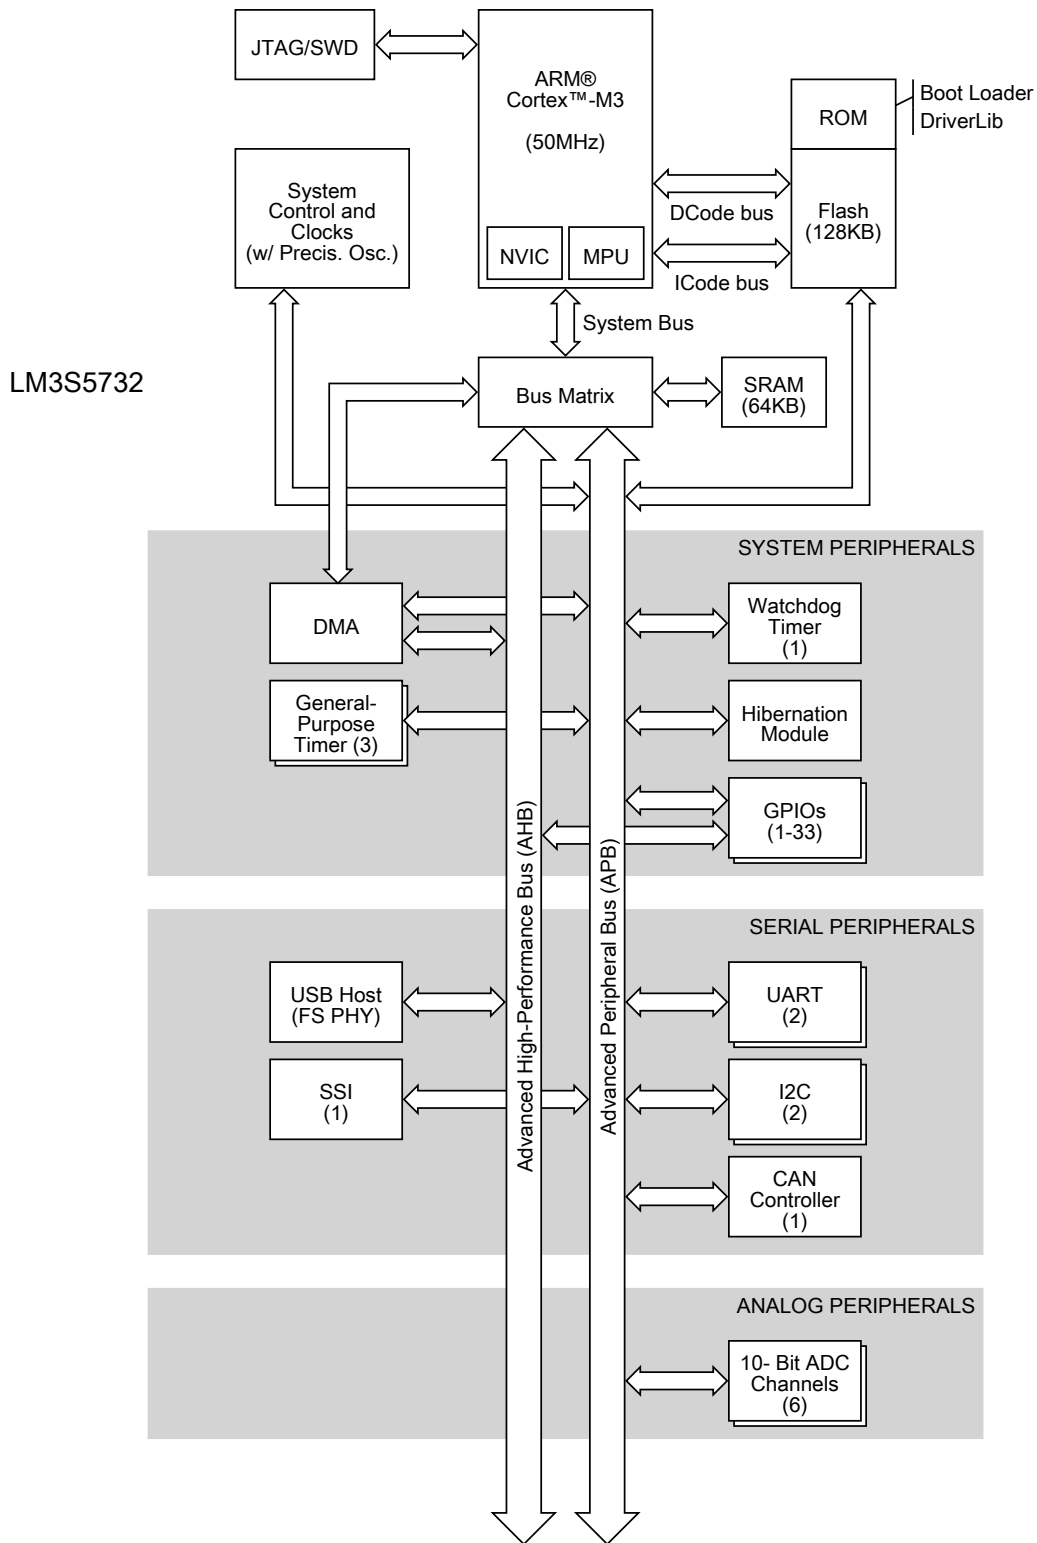 JTAG/SWD
ARM®
Cortex™-M3
(50MHz)
NVIC
MPU
ROM
Boot Loader
DriverLib
Flash
(128KB)
DCode bus
ICode bus
System
Control and
Clocks
(w/ Precis. Osc.)
System Bus
LM3S5732
Bus Matrix
SRAM
(64KB)
SYSTEM PERIPHERALS
DMA
Watchdog
Timer
(1)
General-
Purpose
Timer (3)
Hibernation
Module
GPIOs
(1-33)
Advanced High-Performance Bus (AHB)
Advanced Peripheral Bus (APB)
SERIAL PERIPHERALS
USB Host
(FS PHY)
UART
(2)
SSI
(1)
I2C
(2)
CAN
Controller
(1)
ANALOG PERIPHERALS
10- Bit ADC
Channels
(6)